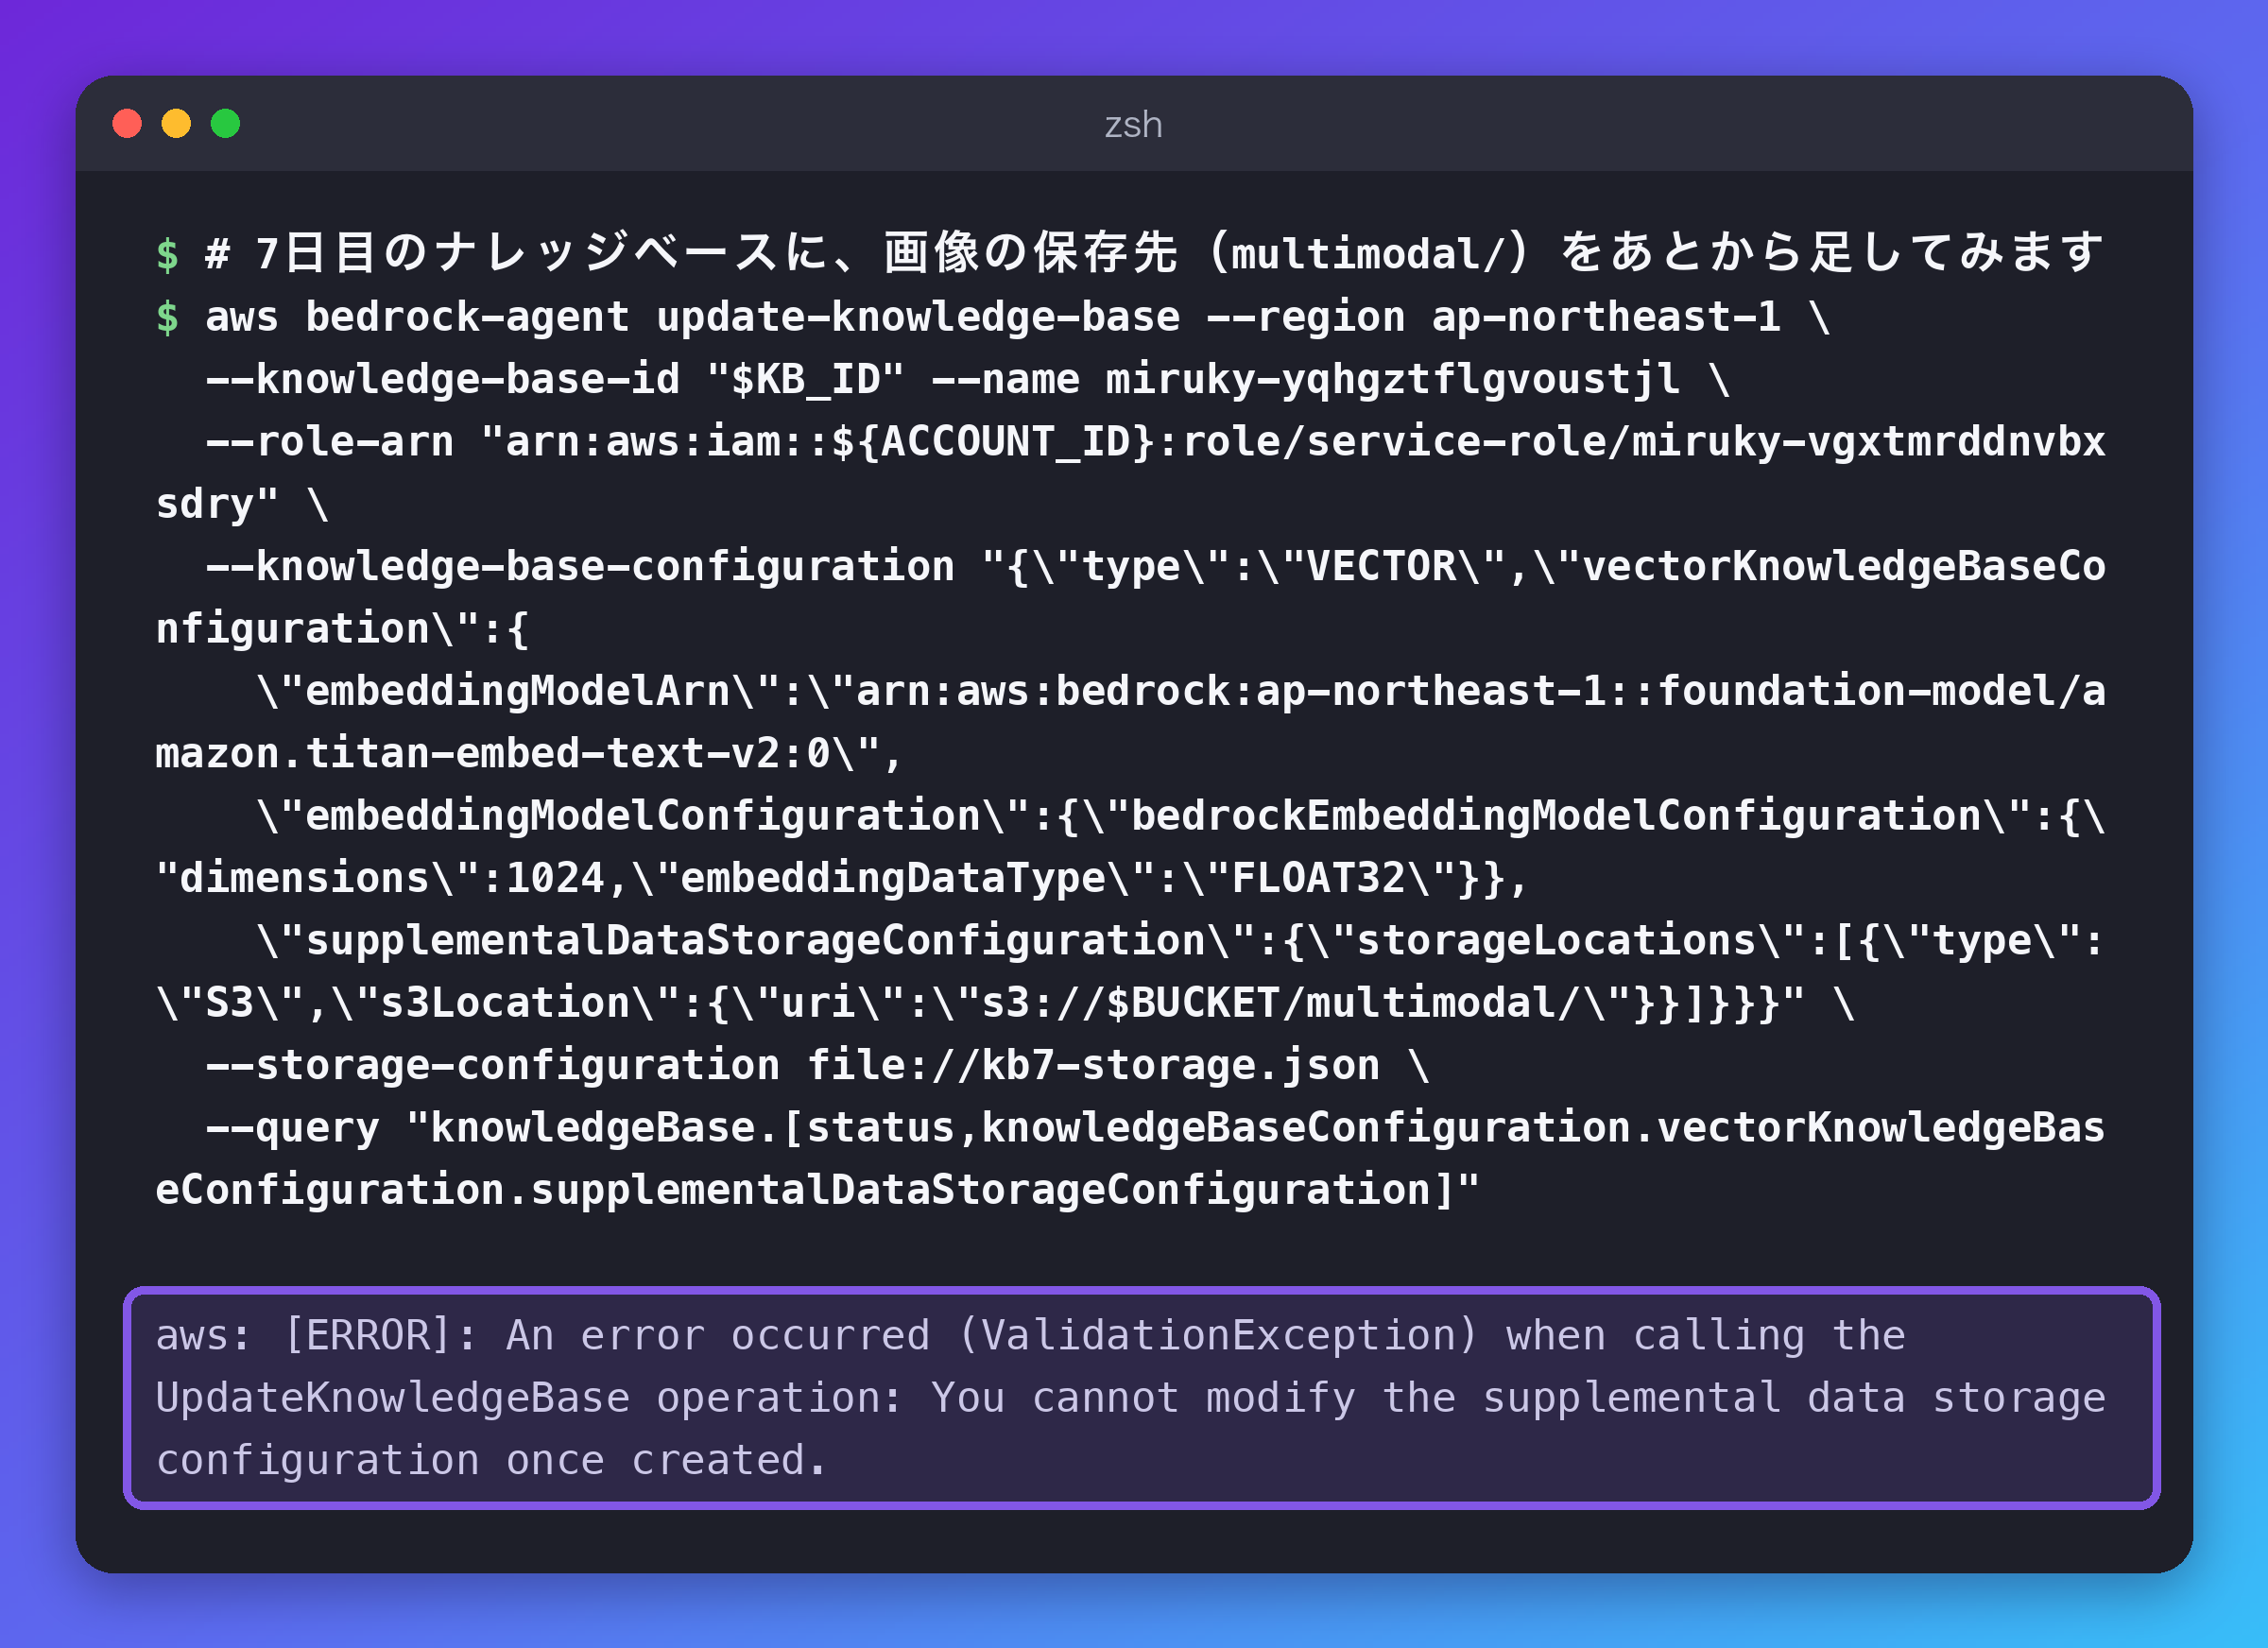 zsh
$ # 7日目のナレッジベースに、画像の保存先（multimodal/）をあとから足してみます
$ aws bedrock-agent update-knowledge-base --region ap-northeast-1 \
  --knowledge-base-id "$KB_ID" --name miruky-yqhgztflgvoustjl \
  --role-arn "arn:aws:iam::${ACCOUNT_ID}:role/service-role/miruky-vgxtmrddnvbx
sdry" \
  --knowledge-base-configuration "{\"type\":\"VECTOR\",\"vectorKnowledgeBaseCo
nfiguration\":{
    \"embeddingModelArn\":\"arn:aws:bedrock:ap-northeast-1::foundation-model/a
mazon.titan-embed-text-v2:0\",
    \"embeddingModelConfiguration\":{\"bedrockEmbeddingModelConfiguration\":{\
"dimensions\":1024,\"embeddingDataType\":\"FLOAT32\"}},
    \"supplementalDataStorageConfiguration\":{\"storageLocations\":[{\"type\":
\"S3\",\"s3Location\":{\"uri\":\"s3://$BUCKET/multimodal/\"}}]}}}" \
  --storage-configuration file://kb7-storage.json \
  --query "knowledgeBase.[status,knowledgeBaseConfiguration.vectorKnowledgeBas
eConfiguration.supplementalDataStorageConfiguration]"
aws: [ERROR]: An error occurred (ValidationException) when calling the
UpdateKnowledgeBase operation: You cannot modify the supplemental data storage
configuration once created.